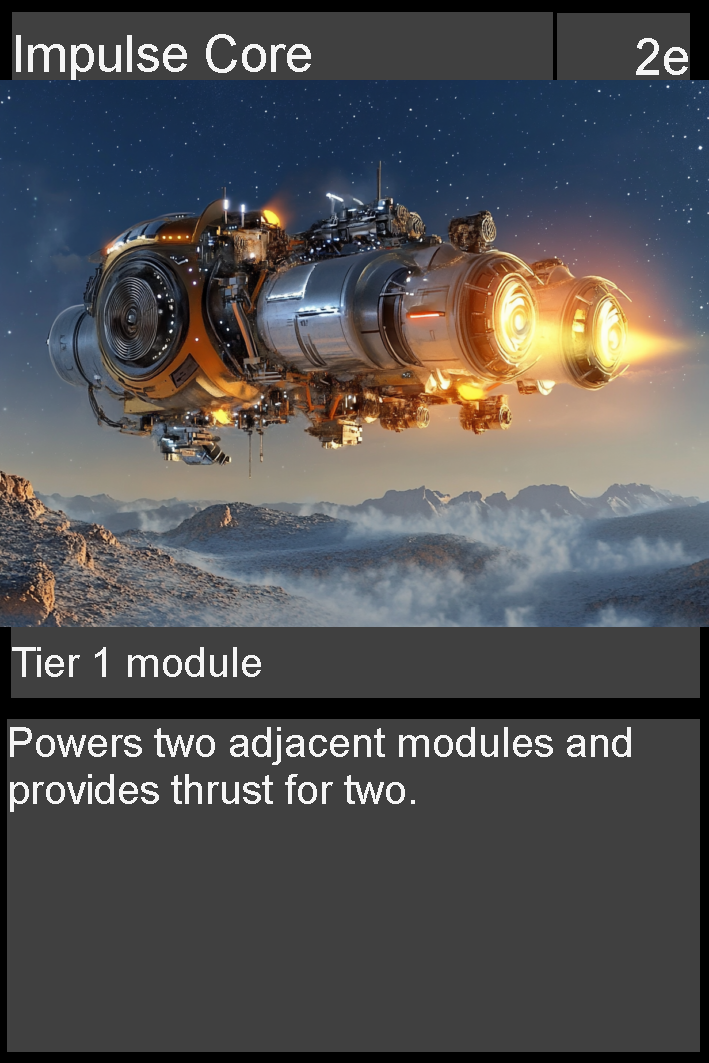 Impulse Core
2e
Tier 1 module
Powers two adjacent modules and
provides thrust for two.